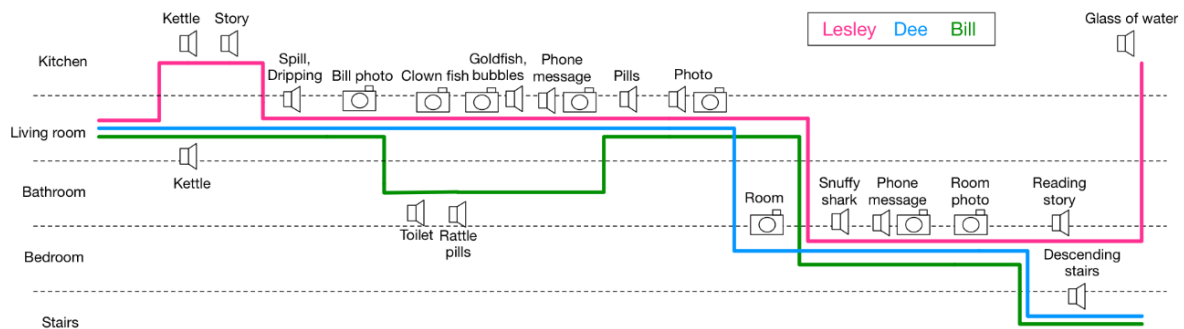 Kettle Story
Glass of water
Lesley Dee Bill
Kitchen
Spill,
Dripping
Bill photo
Clown fish
Goldfish,
bubbles
Phone
message
Pills
Photo
Living room
Kettle
Bathroom
Toilet
Rattle
pills
Room
Snuffy
shark
Phone
message
Room
photo
Reading
story
Bedroom
Descending
stairs
Stairs